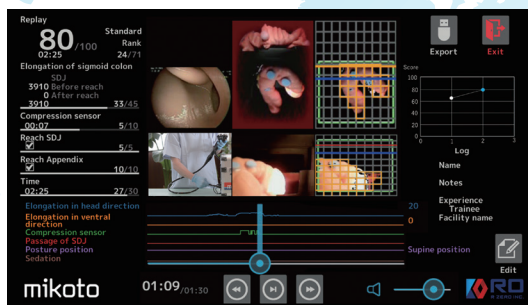 Replay
80/100
02:25
Standard
Rank
24/71
Elongation of sigmoid colon
SDJ
3910 Before reach
0 After reach
3910 33/45
Compression sensor
00:07 5/10
Reach SDJ
5/5
Reach Appendix
10/10
Time
02:25 27/30
Export
Exit
Score
100
80
60
40
20
0
0 1 2 3
Log
Name
Notes
Experience
Trainee
Facility name
Elongation in head direction 20
Elongation in ventral
direction 0
Compression sensor
Passage of SDJ
Posture position Supine position
Sedation
Edit
mikoto
01:09/01:30